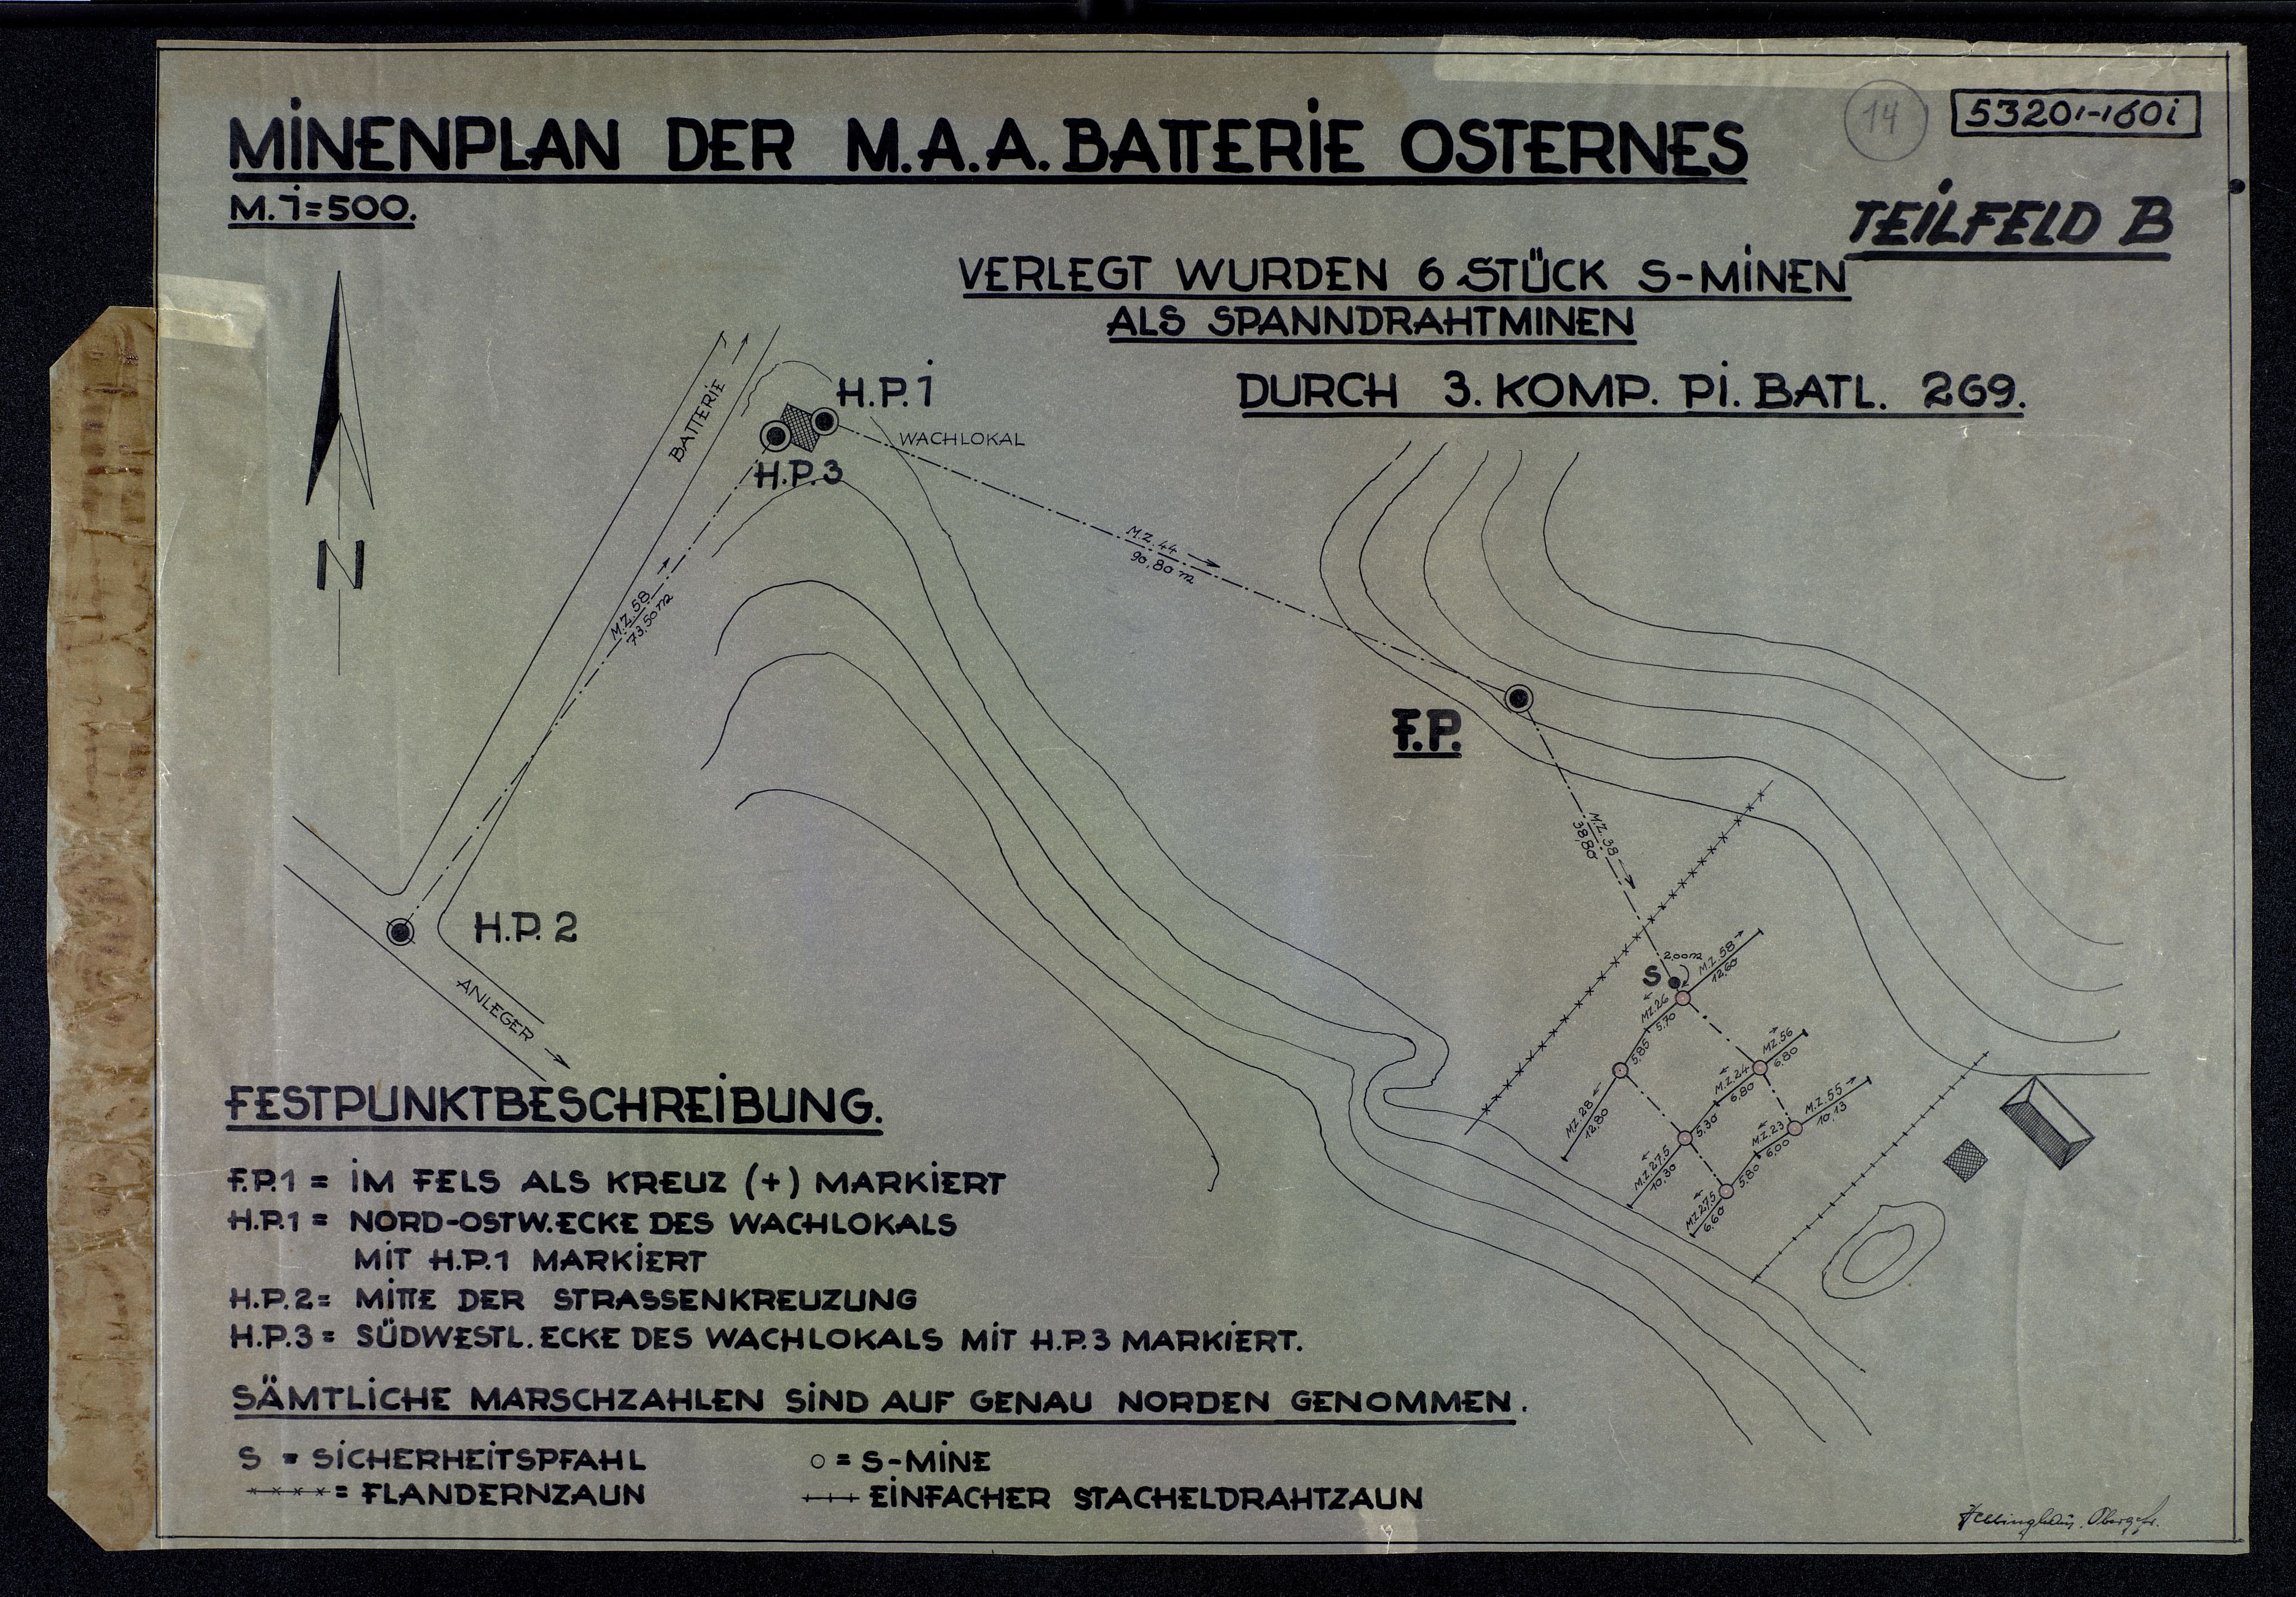 MINENPLAN DER M.A.A. BATTERIE OSTERNES
14
53201-160i
M. 1=500.
TEILFELD B
VERLEGT WURDEN 6 STÜCK S-MINEN
ALS SPANNDRAHTMINEN
DURCH 3. KOMP. PI. BATL. 269.
BATTERIE
H.P.1
WACHLOKAL
H.P.3
N
M.Z.44
90,80 m
M.Z.58
73,50m
F.P.
M.Z.38
38,80
H.P. 2
ANLEGER
S
2,00m
M.Z.58
12,60
M.Z.26
5,70
5,85
M.Z.28
12,80
M.Z.56
6,80
M.Z.24
6,80
5,30
M.Z.27,5
10,30
M.Z.55
10,13
M.Z.23
6,00
5,80
M.Z.27,5
6,60
FESTPUNKTBESCHREIBUNG.
F.P.1 = IM FELS ALS KREUZ (+) MARKIERT
H.P.1 = NORD-OSTW. ECKE DES WACHLOKALS
MIT H.P.1 MARKIERT
H.P.2= MITTE DER STRASSENKREUZUNG
H.P.3 = SÜDWESTL. ECKE DES WACHLOKALS MIT H.P.3 MARKIERT.
SÄMTLICHE MARSCHZAHLEN SIND AUF GENAU NORDEN GENOMMEN.
S = SICHERHEITSPFAHL
o = S-MINE
= FLANDERNZAUN
EINFACHER STACHELDRAHTZAUN
Obergefr.